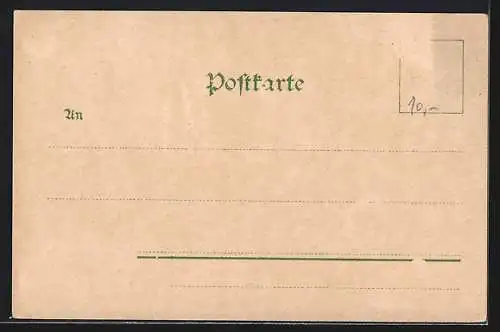 Postkarte
An
10,-